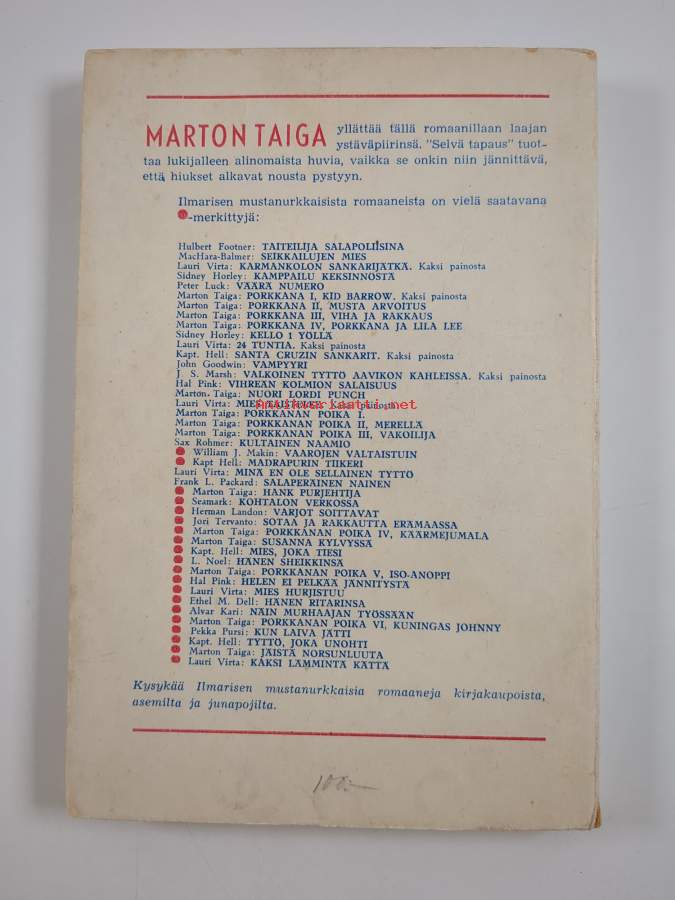 MARTON TAIGA yllättää tällä romaanillaan laajan
ystäväpiirinsä. "Selvä tapaus" tuot-
taa lukijalleen alinomaista huvia, vaikka se onkin niin jännittävä,
että hiukset alkavat nousta pystyyn.
Ilmarisen mustanurkkaisista romaaneista on vielä saatavana
●-merkittyjä:
Hulbert Footner: TAITEILIJA SALAPOLIISINA
MacHara-Balmer: SEIKKAILUJEN MIES
Lauri Virta: KARMANKOLON SANKARIJÄTKÄ. Kaksi painosta
Sidney Horley: KAMPPAILU KEKSINNÖSTÄ
Peter Luck: VÄÄRÄ NUMERO
Marton Taiga: PORKKANA I, KID BARROW. Kaksi painosta
Marton Taiga: PORKKANA II, MUSTA ARVOITUS
Marton Taiga: PORKKANA III, VIHA JA RAKKAUS
Marton Taiga: PORKKANA IV, PORKKANA JA LILA LEE
Sidney Horley: KELLO 1 YÖLLÄ
Lauri Virta: 24 TUNTIA. Kaksi painosta
Kapt. Hell: SANTA CRUZIN SANKARIT. Kaksi painosta
John Goodwin: VAMPYYRI
J. S. Marsh: VALKOINEN TYTTÖ AAVIKON KAHLEISSA. Kaksi painosta
Hal Pink: VIHREÄN KOLMION SALAISUUS
Marton Taiga: NUORI LORDI PUNCH
Lauri Virta: MIES Kaksi painosta
Antikvariaatti.net
Marton Taiga: PORKKANAN POIKA I.
Marton Taiga: PORKKANAN POIKA II, MERELLÄ
Marton Taiga: PORKKANAN POIKA III, VAKOILIJA
Sax Rohmer: KULTAINEN NAAMIO
● William J. Makin: VAAROJEN VALTAISTUIN
● Kapt Hell: MADRAPURIN TIIKERI
Lauri Virta: MINÄ EN OLE SELLAINEN TYTTÖ
Frank L. Packard: SALAPERÄINEN NAINEN
● Marton Taiga: HANK PURJEHTIJA
● Seamark: KOHTALON VERKOSSA
● Herman Landon: VARJOT SOITTAVAT
● Jori Tervanto: SOTAA JA RAKKAUTTA ERÄMAASSA
● Marton Taiga: PORKKANAN POIKA IV, KÄÄRMEJUMALA
● Marton Taiga: SUSANNA KYLVYSSÄ
● Kapt. Hell: MIES, JOKA TIESI
● L. Noel: HÄNEN SHEIKKINSÄ
● Marton Taiga: PORKKANAN POIKA V, ISO-ANOPPI
● Hal Pink: HELEN EI PELKÄÄ JÄNNITYSTÄ
● Lauri Virta: MIES HURJISTUU
● Ethel M. Dell: HÄNEN RITARINSA
● Alvar Kari: NÄIN MURHAAJAN TYÖSSÄÄN
● Marton Taiga: PORKKANAN POIKA VI, KUNINGAS JOHNNY
● Pekka Pursi: KUN LAIVA JÄTTI
● Kapt. Hell: TYTTÖ, JOKA UNOHTI
● Marton Taiga: JÄISTÄ NORSUNLUUTA
● Lauri Virta: KAKSI LÄMMINTÄ KÄTTÄ
Kysykää Ilmarisen mustanurkkaisia romaaneja kirjakaupoista,
asemilta ja junapojilta.
100:-